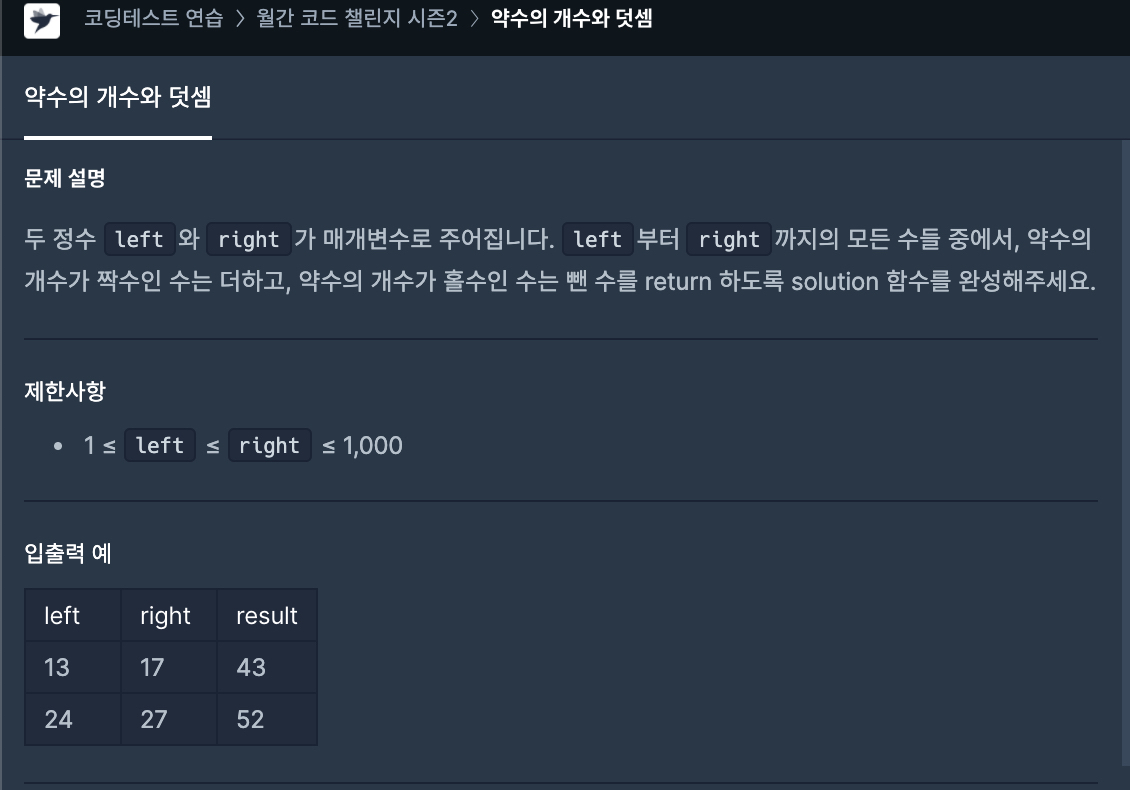 코딩테스트 연습 > 월간 코드 챌린지 시즌2 > 약수의 개수와 덧셈
약수의 개수와 덧셈
문제 설명
두 정수 left 와 right 가 매개변수로 주어집니다. left 부터 right 까지의 모든 수들 중에서, 약수의
개수가 짝수인 수는 더하고, 약수의 개수가 홀수인 수는 뺀 수를 return 하도록 solution 함수를 완성해주세요.
제한사항
• 1 ≤ left ≤ right ≤ 1,000
입출력 예
left right result
13 17 43
24 27 52